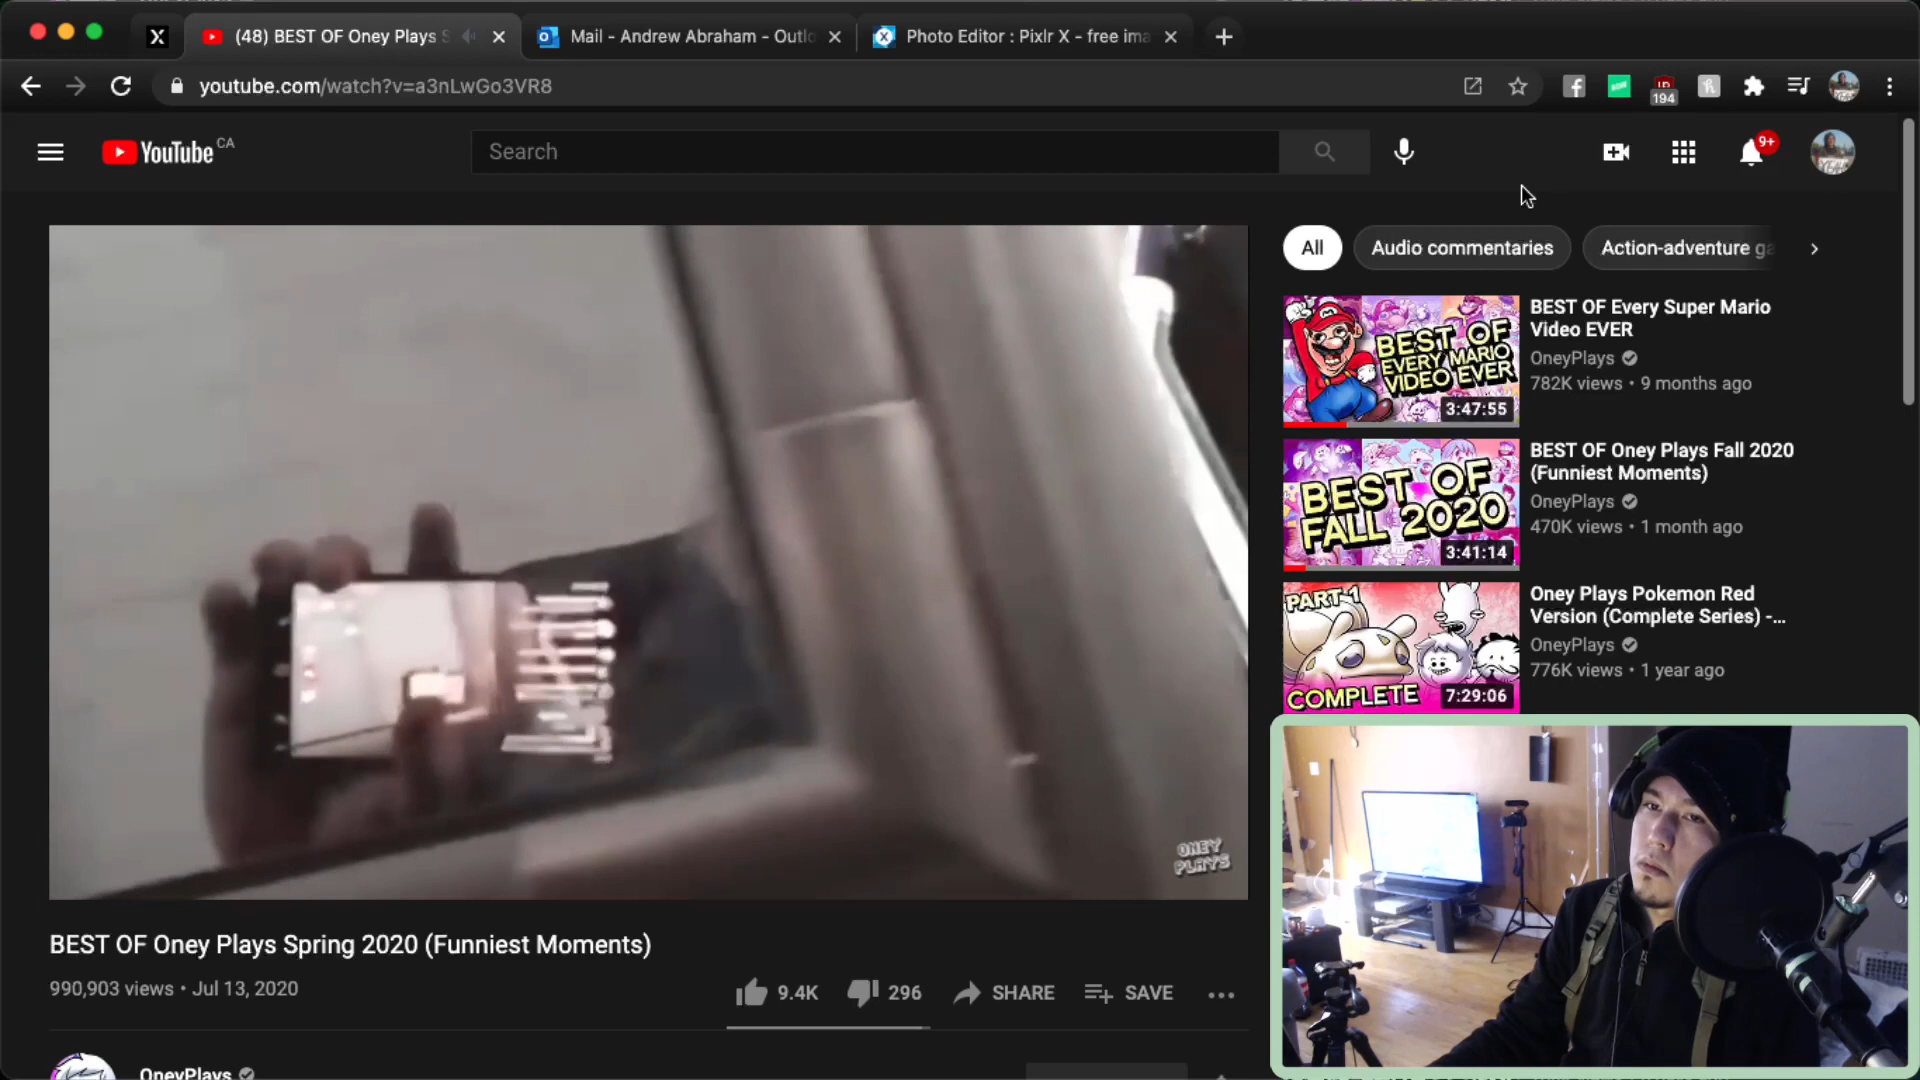 (48) BEST OF Oney Plays S
Mail - Andrew Abraham - Outlo
Photo Editor : Pixlr X - free ima
youtube.com/watch?v=a3nLwGo3VR8
194
YouTube CA
Search
9+
All
Audio commentaries
Action-adventure ga
BEST OF
EVERY MARIO
VIDEO EVER
3:47:55
BEST OF Every Super Mario
Video EVER
OneyPlays
782K views • 9 months ago
BEST OF
FALL 2020
3:41:14
BEST OF Oney Plays Fall 2020
(Funniest Moments)
OneyPlays
470K views • 1 month ago
PART 1
COMPLETE
7:29:06
Oney Plays Pokemon Red
Version (Complete Series) -...
OneyPlays
776K views • 1 year ago
ONEY
PLAYS
BEST OF Oney Plays Spring 2020 (Funniest Moments)
990,903 views • Jul 13, 2020
9.4K
296
SHARE
SAVE
OneyPlays